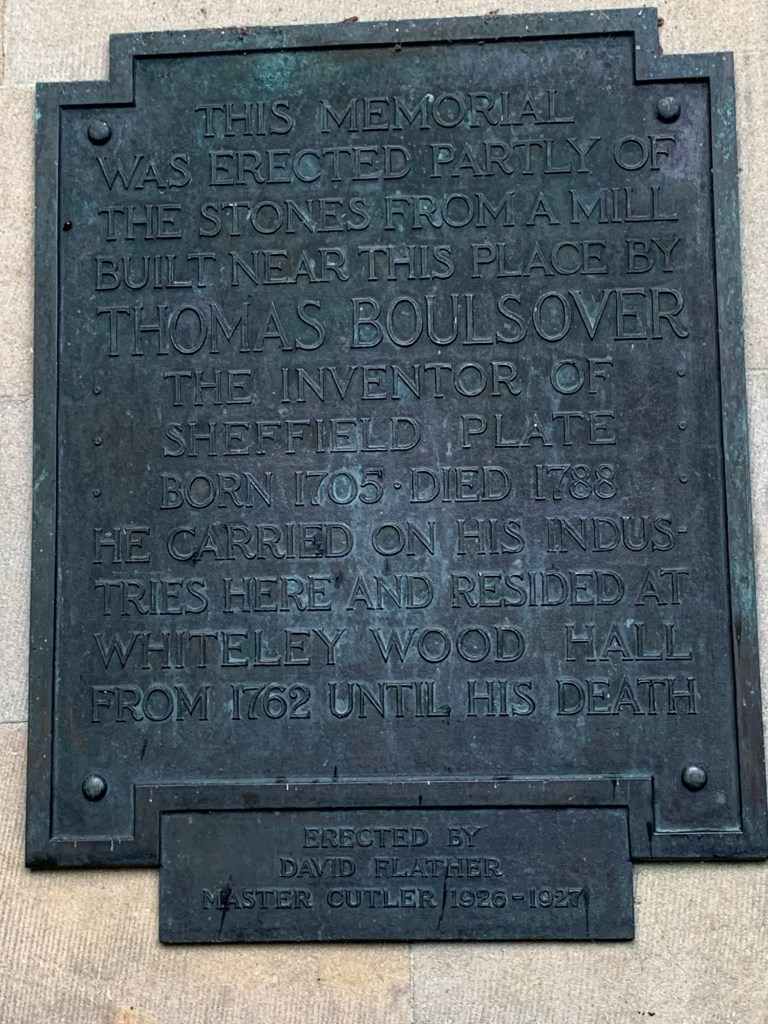 THIS MEMORIAL
WAS ERECTED PARTLY OF
THE STONES FROM A MILL
BUILT NEAR THIS PLACE BY
THOMAS BOULSOVER
THE INVENTOR OF
SHEFFIELD PLATE
BORN 1705 · DIED 1788
HE CARRIED ON HIS INDUS-
TRIES HERE AND RESIDED AT
WHITELEY WOOD HALL
FROM 1762 UNTIL HIS DEATH
ERECTED BY
DAVID FLATHER
MASTER CUTLER 1926-1927